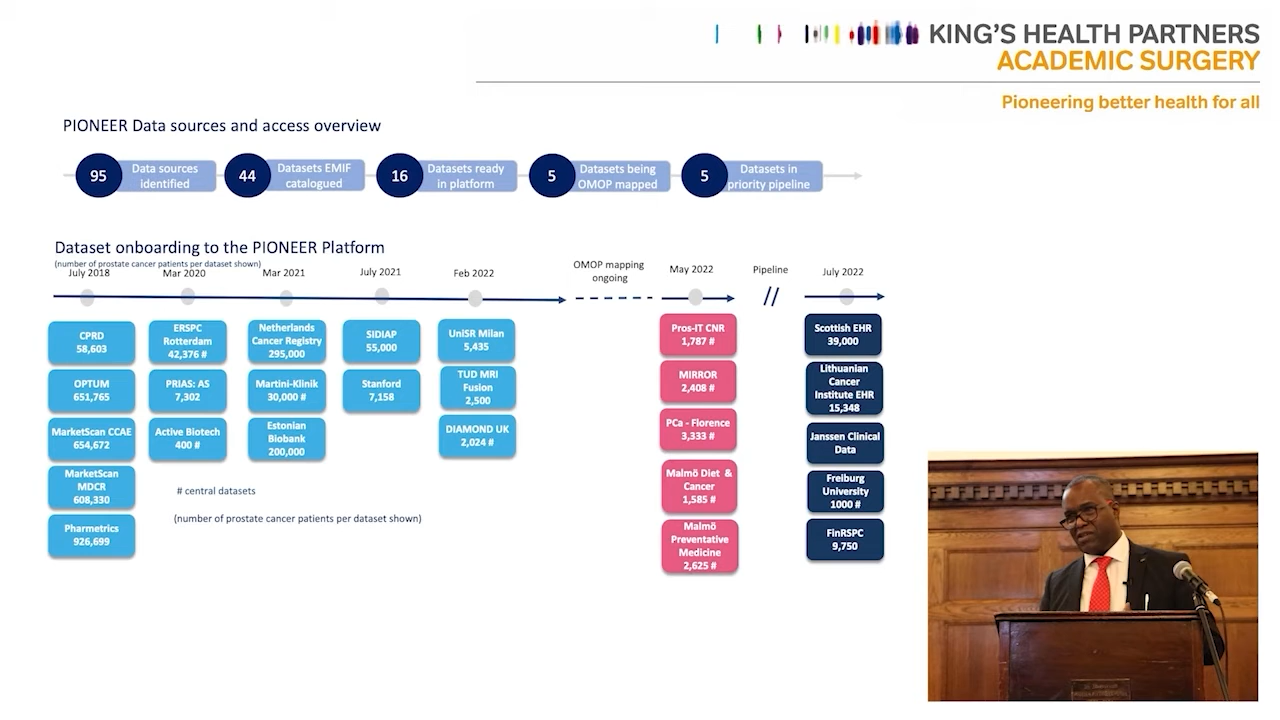 KING'S HEALTH PARTNERS
ACADEMIC SURGERY
Pioneering better health for all
PIONEER Data sources and access overview
95
Data sources
identified
44
Datasets EMIF
catalogued
16
Datasets ready
in platform
5
Datasets being
OMOP mapped
5
Datasets in
priority pipeline
Dataset onboarding to the PIONEER Platform
(number of prostate cancer patients per dataset shown)
July 2018
Mar 2020
Mar 2021
July 2021
Feb 2022
OMOP mapping
ongoing
May 2022
Pipeline
//
July 2022
CPRD
58,603
OPTUM
651,765
MarketScan CCAE
654,672
MarketScan
MDCR
608,330
Pharmetrics
926,699
ERSPC
Rotterdam
42,376 #
PRIAS: AS
7,302
Active Biotech
400 #
Netherlands
Cancer Registry
295,000
Martini-Klinik
30,000 #
Estonian
Biobank
200,000
SIDIAP
55,000
Stanford
7,158
UniSR Milan
5,435
TUD MRI
Fusion
2,500
DIAMOND UK
2,024 #
Pros-IT CNR
1,787 #
MIRROR
2,408 #
PCa - Florence
3,333 #
Malmö Diet &
Cancer
1,585 #
Malmö
Preventative
Medicine
2,625 #
Scottish EHR
39,000
Lithuanian
Cancer
Institute EHR
15,348
Janssen Clinical
Data
Freiburg
University
1000 #
FinRSPC
9,750
# central datasets
(number of prostate cancer patients per dataset shown)